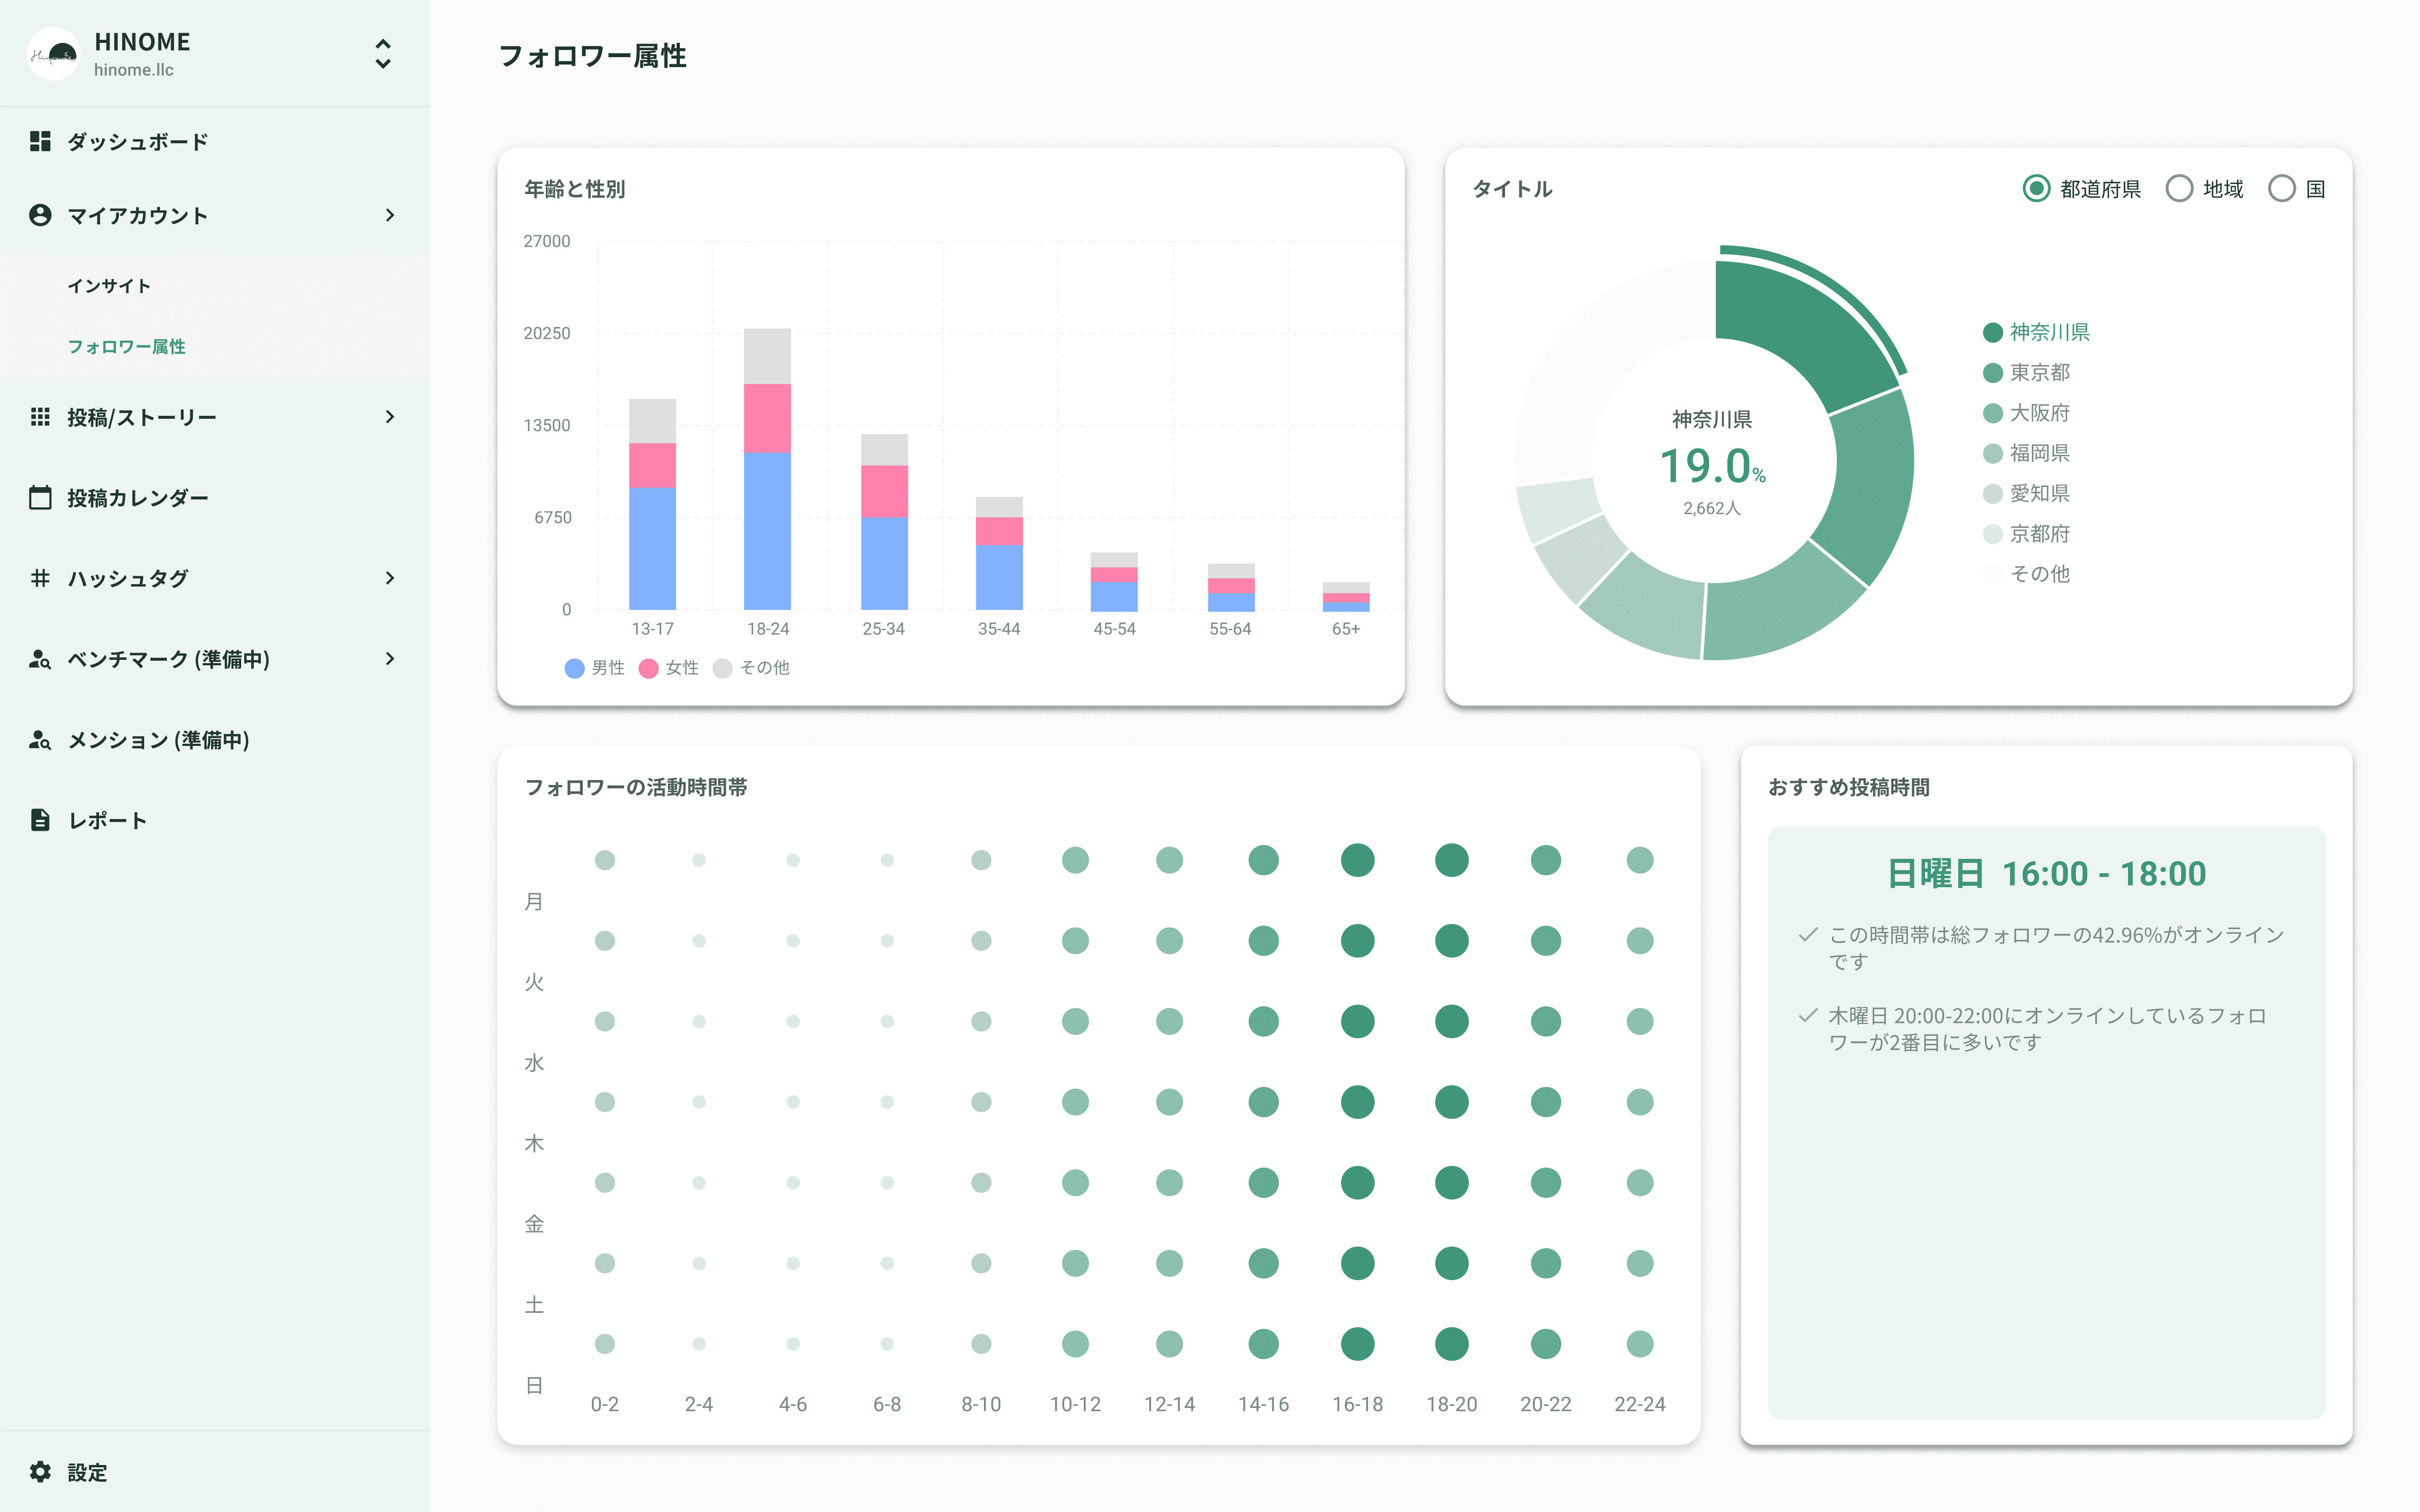 HINOME
hinome.llc
ダッシュボード
マイアカウント
インサイト
フォロワー属性
投稿/ストーリー
投稿カレンダー
ハッシュタグ
ベンチマーク (準備中)
メンション (準備中)
レポート
設定
フォロワー属性
年齢と性別
27000
20250
13500
6750
0
13-17 18-24 25-34 35-44 45-54 55-64 65+
男性 女性 その他
タイトル
都道府県 地域 国
神奈川県
19.0%
2,662人
神奈川県
東京都
大阪府
福岡県
愛知県
京都府
その他
フォロワーの活動時間帯
月
火
水
木
金
土
日
0-2 2-4 4-6 6-8 8-10 10-12 12-14 14-16 16-18 18-20 20-22 22-24
おすすめ投稿時間
日曜日 16:00 - 18:00
この時間帯は総フォロワーの42.96%がオンライン
です
木曜日 20:00-22:00にオンラインしているフォロ
ワーが2番目に多いです